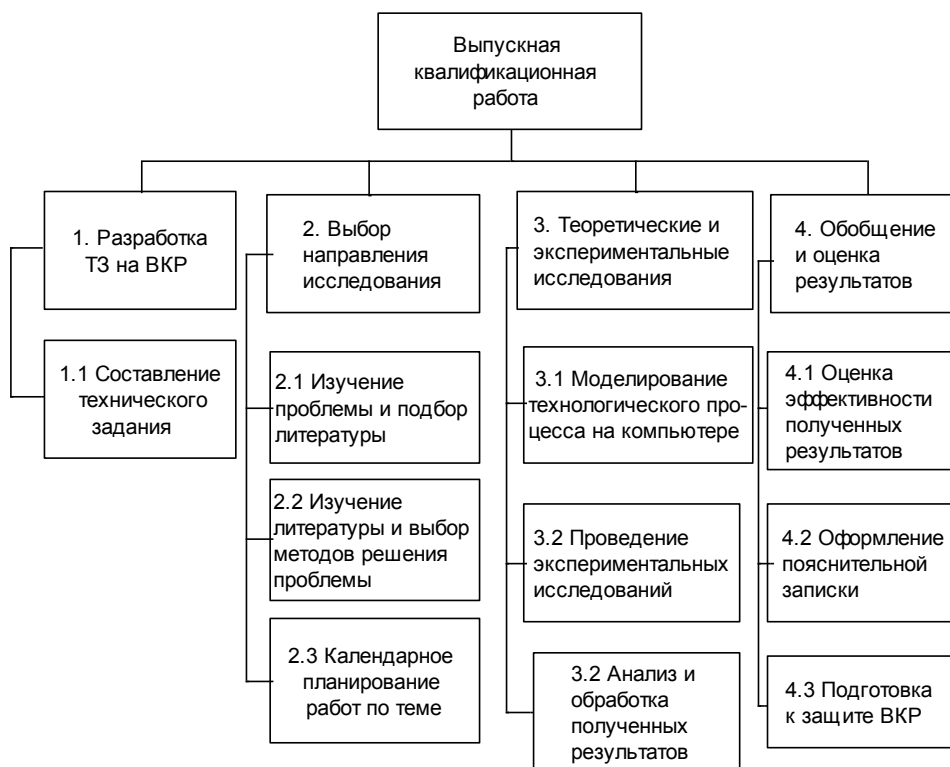 Выпускная
квалификационная
работа
1. Разработка
ТЗ на ВКР
1.1 Составление
технического
задания
2. Выбор
направления
исследования
2.1 Изучение
проблемы и подбор
литературы
2.2 Изучение
литературы и выбор
методов решения
проблемы
2.3 Календарное
планирование
работ по теме
3. Теоретические и
экспериментальные
исследования
3.1 Моделирование
технологического про-
цесса на компьютере
3.2 Проведение
экспериментальных
исследований
3.2 Анализ и
обработка
полученных
результатов
4. Обобщение
и оценка
результатов
4.1 Оценка
эффективности
полученных
результатов
4.2 Оформление
пояснительной
записки
4.3 Подготовка
к защите ВКР